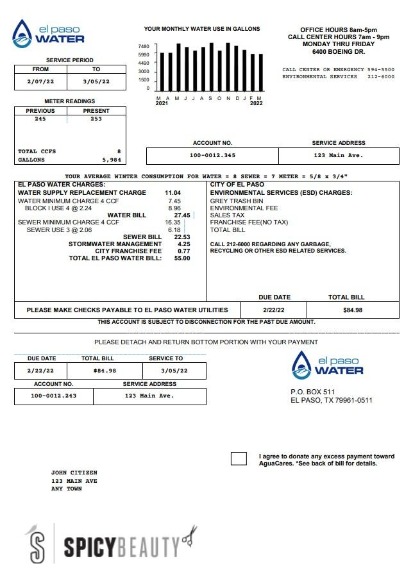 el paso
WATER
YOUR MONTHLY WATER USE IN GALLONS
7480
5980
4400
3000
1500
0
M A M J J A S O N D J F M
2021 2022
OFFICE HOURS 8am-5pm
CALL CENTER HOURS 7am - 9pm
MONDAY THRU FRIDAY
6400 BOEING DR.
CALL CENTER OR EMERGENCY 594-5500
ENVIRONMENTAL SERVICES 212-6000
SERVICE PERIOD
FROM TO
2/07/22 3/05/22
METER READINGS
PREVIOUS PRESENT
245 253
TOTAL CCFS 8
GALLONS 5,984
ACCOUNT NO. SERVICE ADDRESS
100-0012.345 123 Main Ave.
YOUR AVERAGE WINTER CONSUMPTION FOR WATER = 8 SEWER = 7 METER = 5/8 x 3/4"
EL PASO WATER CHARGES:
WATER SUPPLY REPLACEMENT CHARGE 11.04
WATER MINIMUM CHARGE 4 CCF 7.45
BLOCK I USE 4 @ 2.24 8.96
WATER BILL 27.45
SEWER MINIMUM CHARGE 4 CCF 16.35
SEWER USE 3 @ 2.06 6.18
SEWER BILL 22.53
STORMWATER MANAGEMENT 4.25
CITY FRANCHISE FEE 0.77
TOTAL EL PASO WATER BILL: 55.00
CITY OF EL PASO
ENVIRONMENTAL SERVICES (ESD) CHARGES:
GREY TRASH BIN
ENVIRONMENTAL FEE
SALES TAX
FRANCHISE FEE(NO TAX)
TOTAL BILL
CALL 212-6000 REGARDING ANY GARBAGE,
RECYCLING OR OTHER ESD RELATED SERVICES.
DUE DATE TOTAL BILL
PLEASE MAKE CHECKS PAYABLE TO EL PASO WATER UTILITIES 2/22/22 $84.98
THIS ACCOUNT IS SUBJECT TO DISCONNECTION FOR THE PAST DUE AMOUNT.
PLEASE DETACH AND RETURN BOTTOM PORTION WITH YOUR PAYMENT
DUE DATE TOTAL BILL SERVICE TO
2/22/22 $84.98 3/05/22
ACCOUNT NO. SERVICE ADDRESS
100-0012.243 123 Main Ave.
el paso
WATER
P.O. BOX 511
EL PASO, TX 79961-0511
I agree to donate any excess payment toward
AguaCares. *See back of bill for details.
JOHN CITIZEN
123 MAIN AVE
ANY TOWN
S SPICYBEAUTY